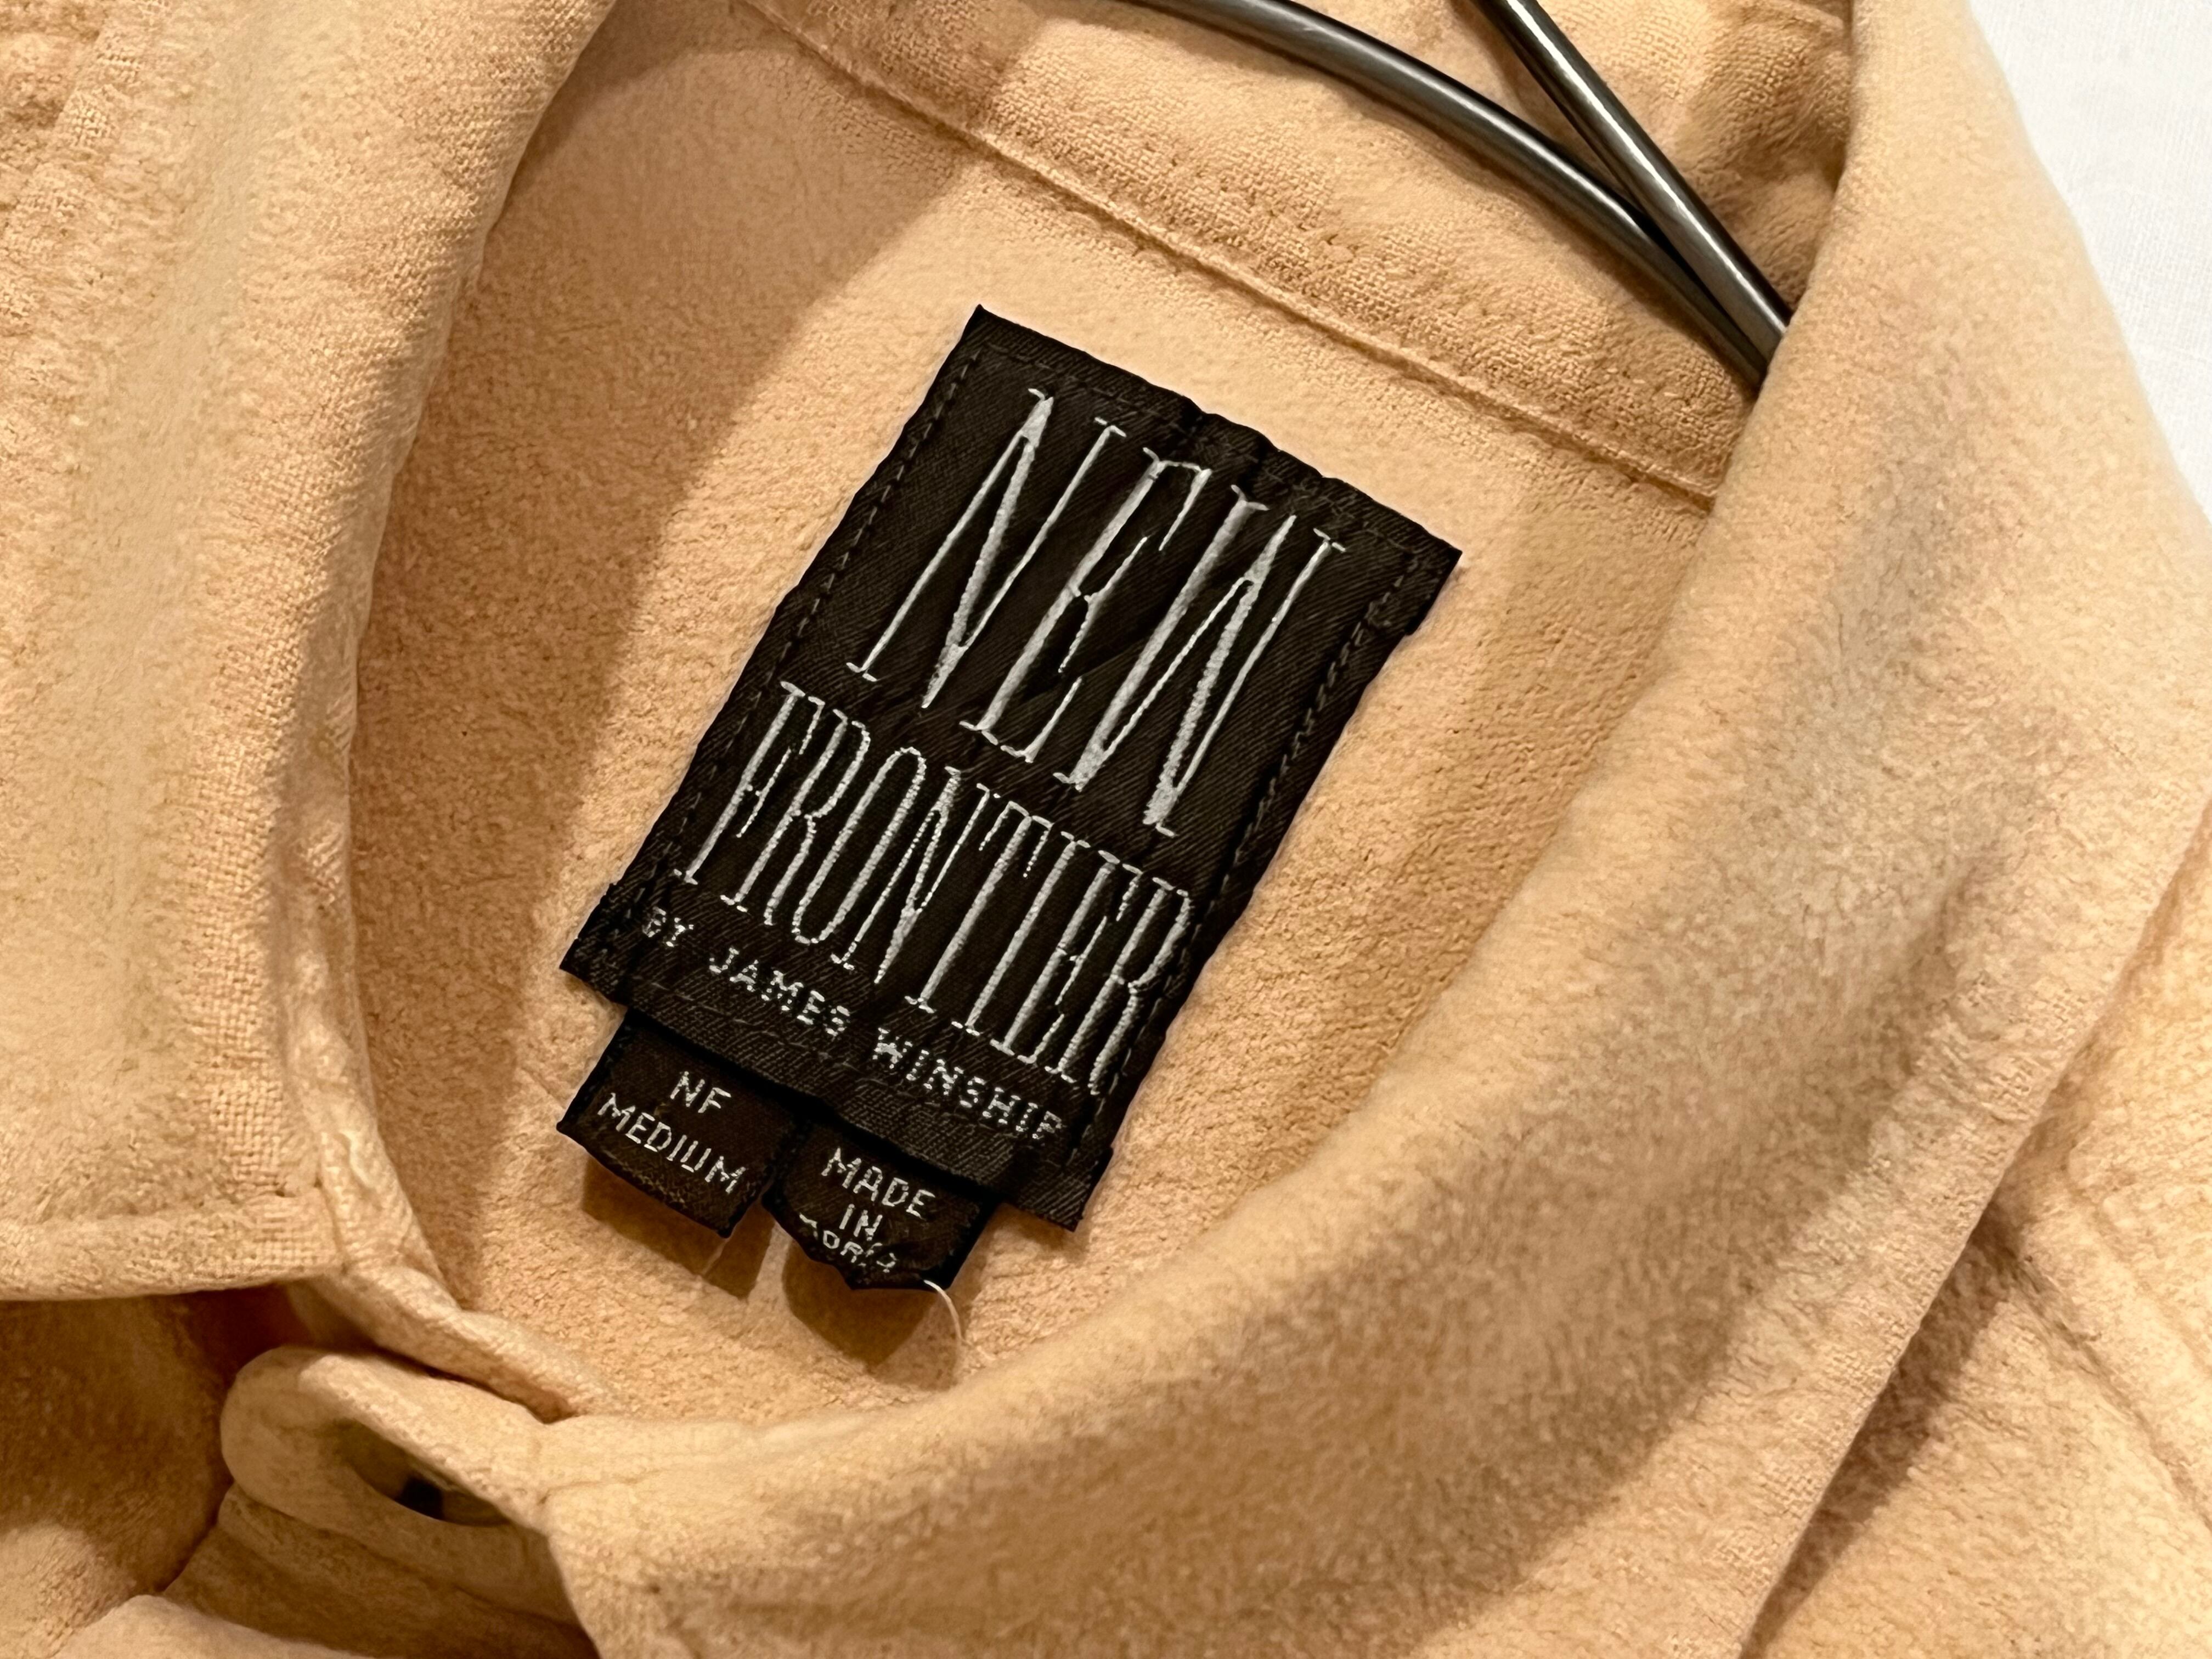 NEW
FRONTIER
BY JAMES WINSHIP
NF
MEDIUM
MADE
IN